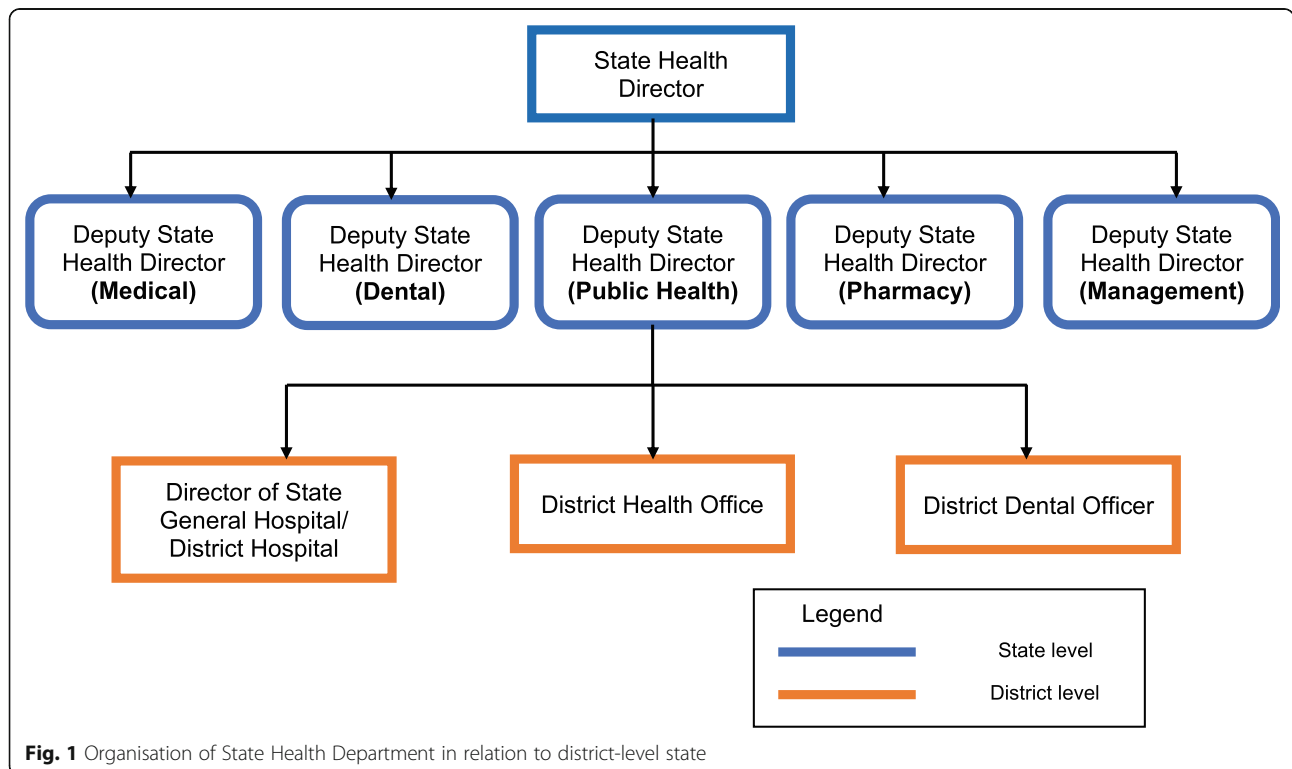 State Health
Director
Deputy State
Health Director
(Medical)
Deputy State
Health Director
(Dental)
Deputy State
Health Director
(Public Health)
Deputy State
Health Director
(Pharmacy)
Deputy State
Health Director
(Management)
Director of State
General Hospital/
District Hospital
District Health Office
District Dental Officer
Legend
State level
District level
Fig. 1 Organisation of State Health Department in relation to district-level state